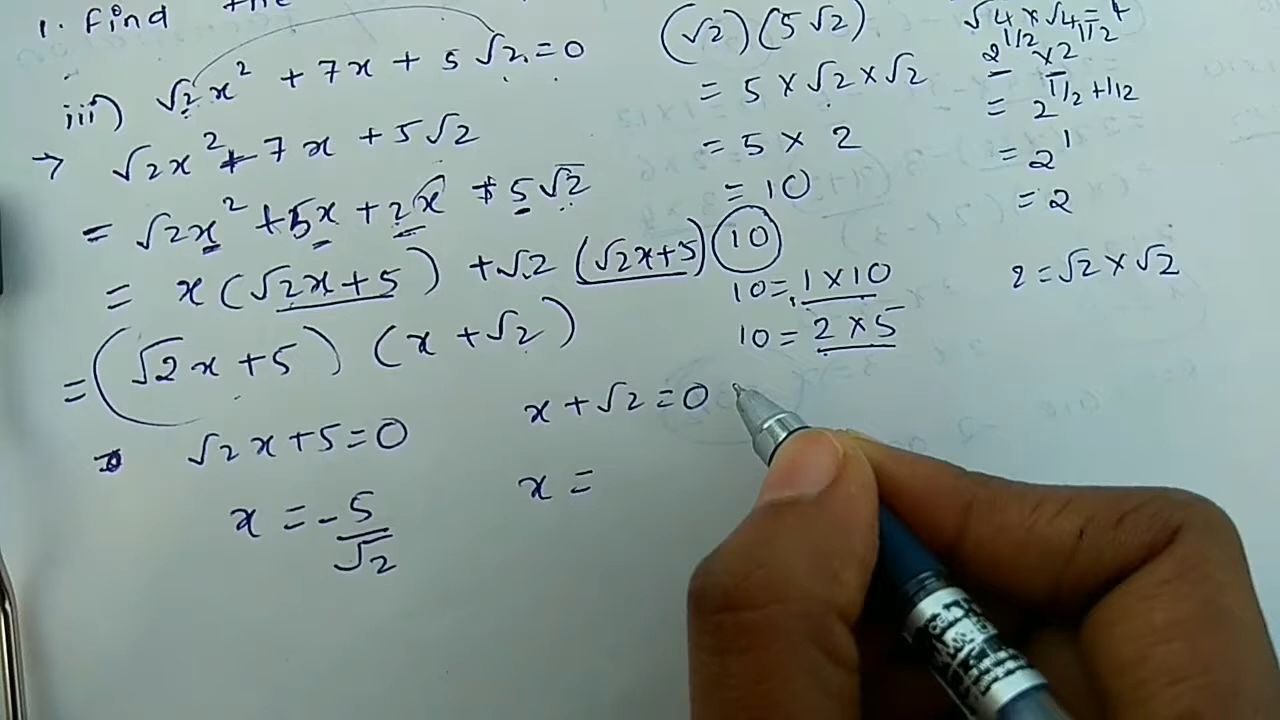 1. Find the
iii) √2x² + 7x + 5√2 = 0
→ √2x² + 7x + 5√2
= √2x² + 5x + 2x + 5√2
= x(√2x+5) + √2 (√2x+5)
= (√2x+5) (x+√2)
√2x+5=0
x = -5/√2
x+√2=0
x =
(√2)(5√2)
= 5×√2×√2
= 5 × 2
= 10
10
10 = 1×10
10 = 2×5
√4×√4=4
2^1/2 × 2^1/2
= 2^1/2+1/2
= 2^1
= 2
2=√2×√2